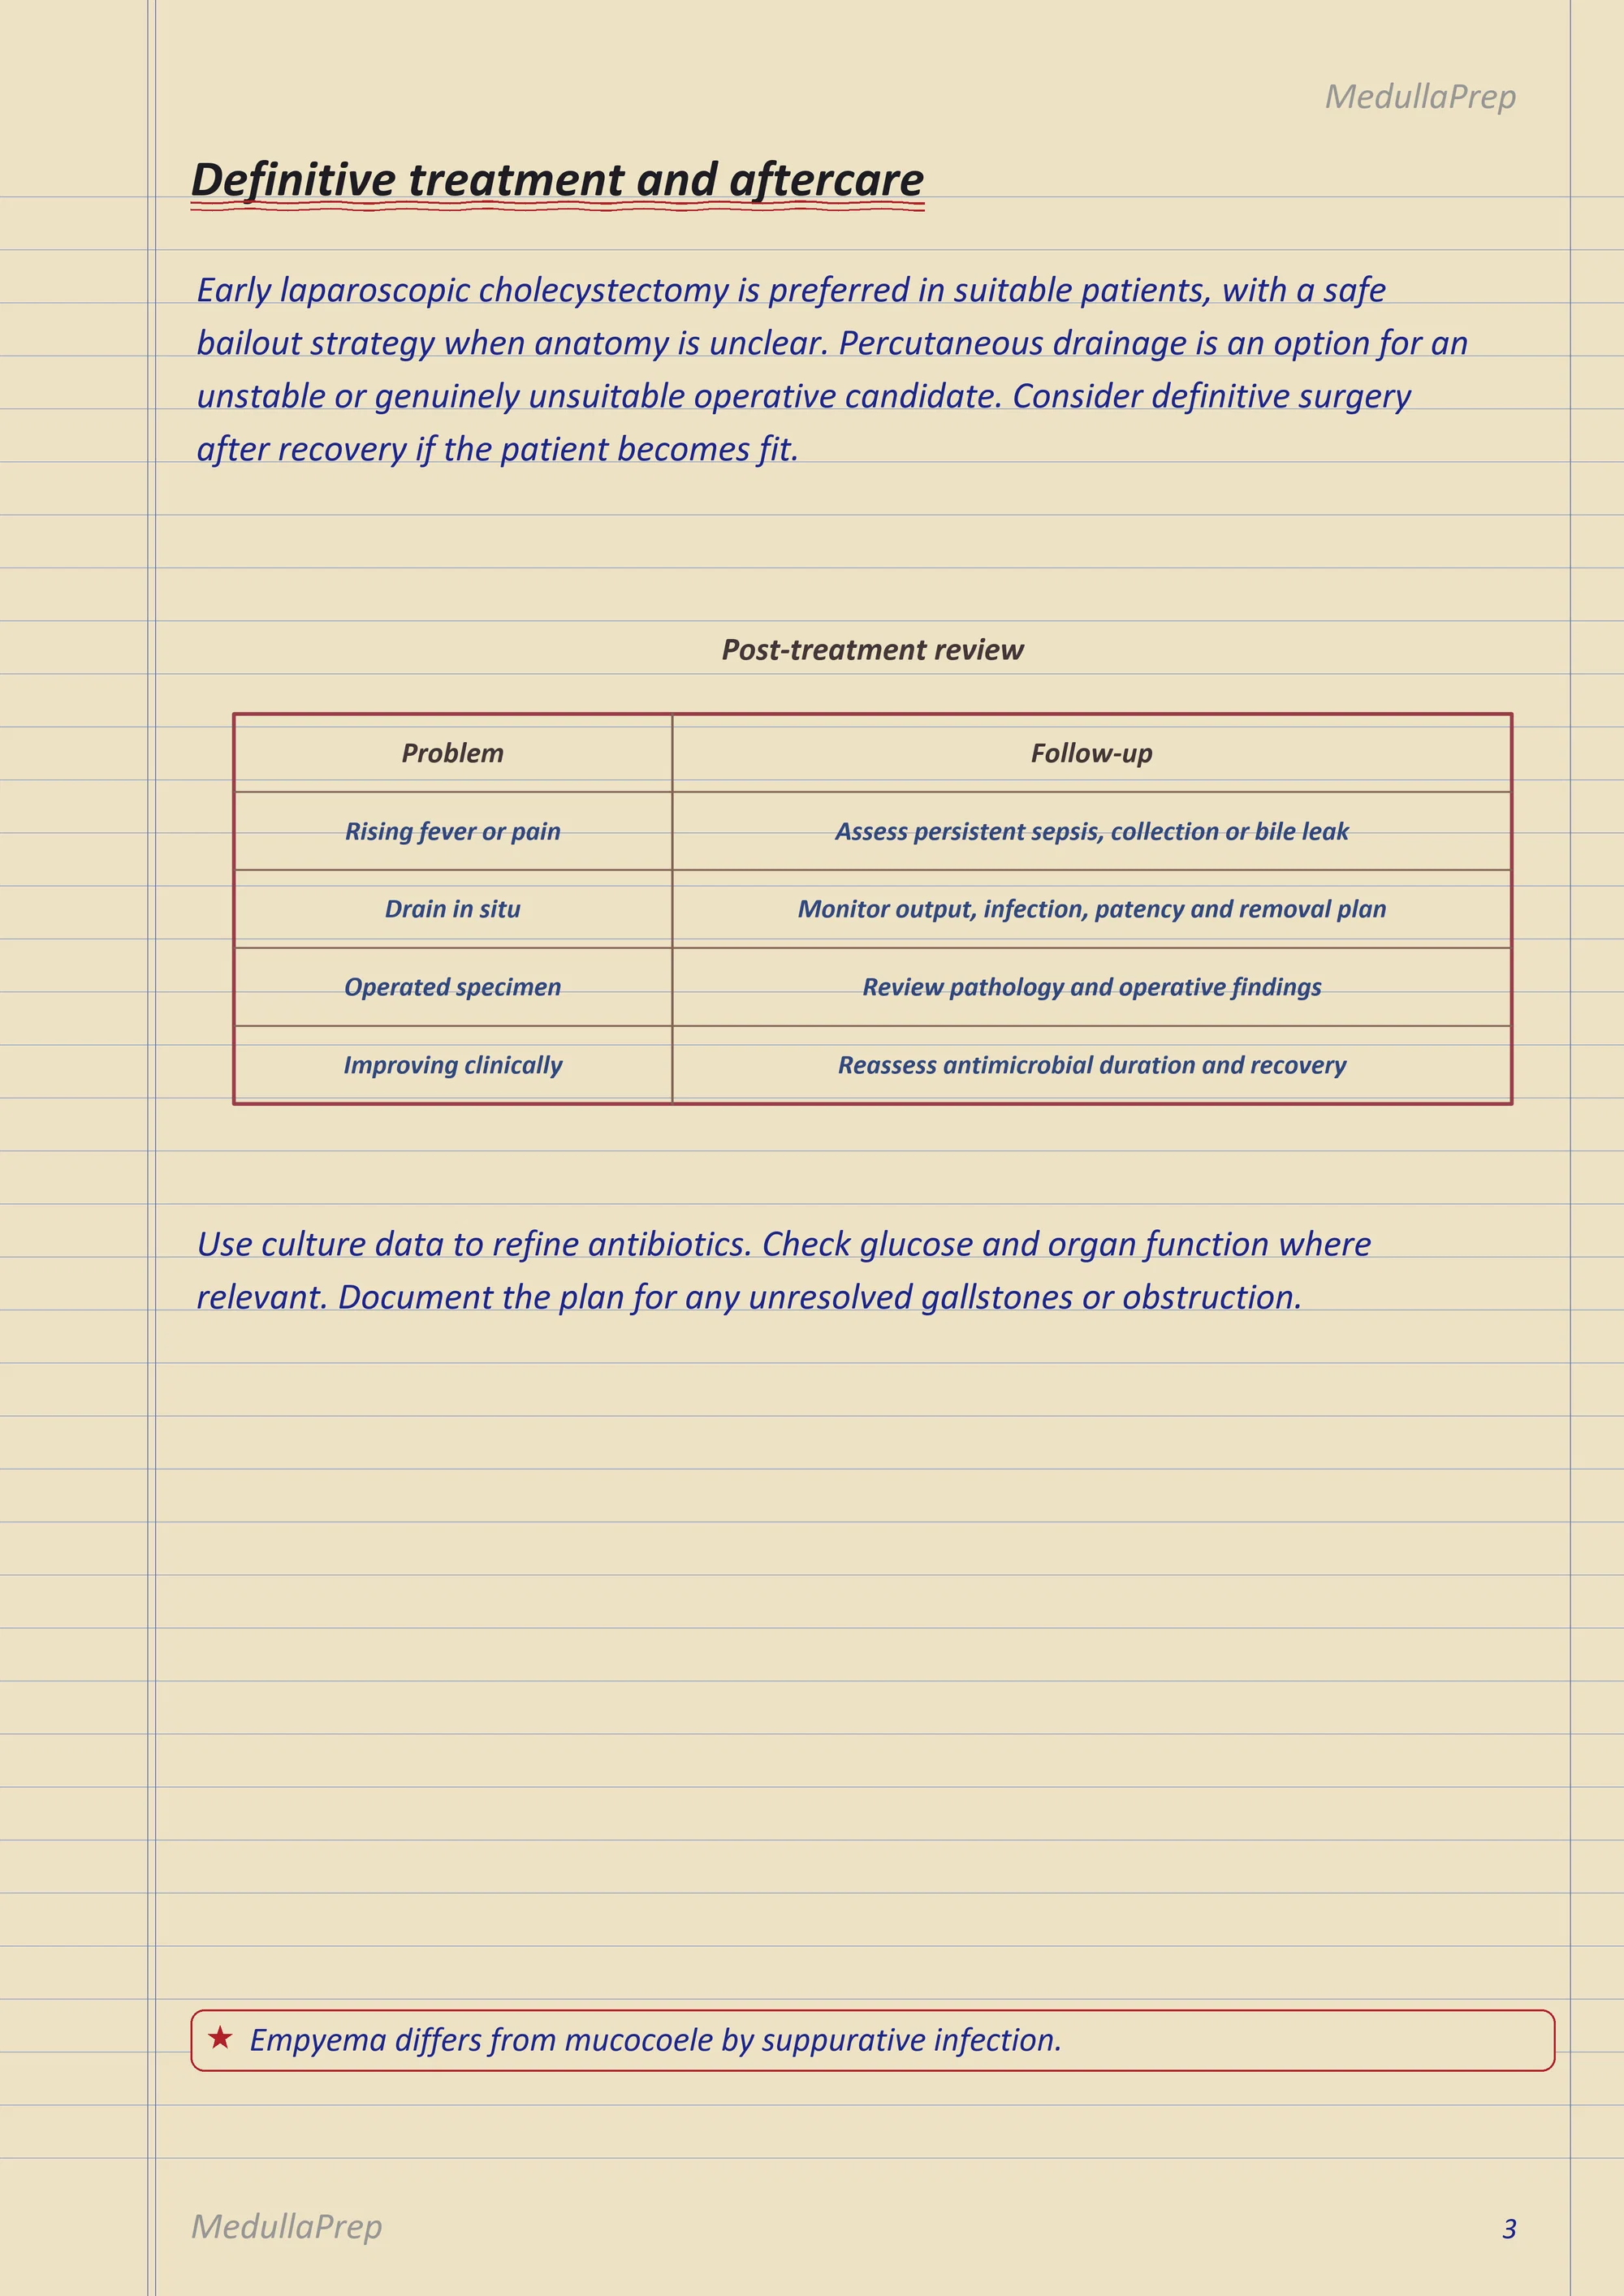 MedullaPrep
Definitive treatment and aftercare
Early laparoscopic cholecystectomy is preferred in suitable patients, with a safe
bailout strategy when anatomy is unclear. Percutaneous drainage is an option for an
unstable or genuinely unsuitable operative candidate. Consider definitive surgery
after recovery if the patient becomes fit.
Post-treatment review
Problem Follow-up
Rising fever or pain Assess persistent sepsis, collection or bile leak
Drain in situ Monitor output, infection, patency and removal plan
Operated specimen Review pathology and operative findings
Improving clinically Reassess antimicrobial duration and recovery
Use culture data to refine antibiotics. Check glucose and organ function where
relevant. Document the plan for any unresolved gallstones or obstruction.
★ Empyema differs from mucocoele by suppurative infection.
MedullaPrep 3